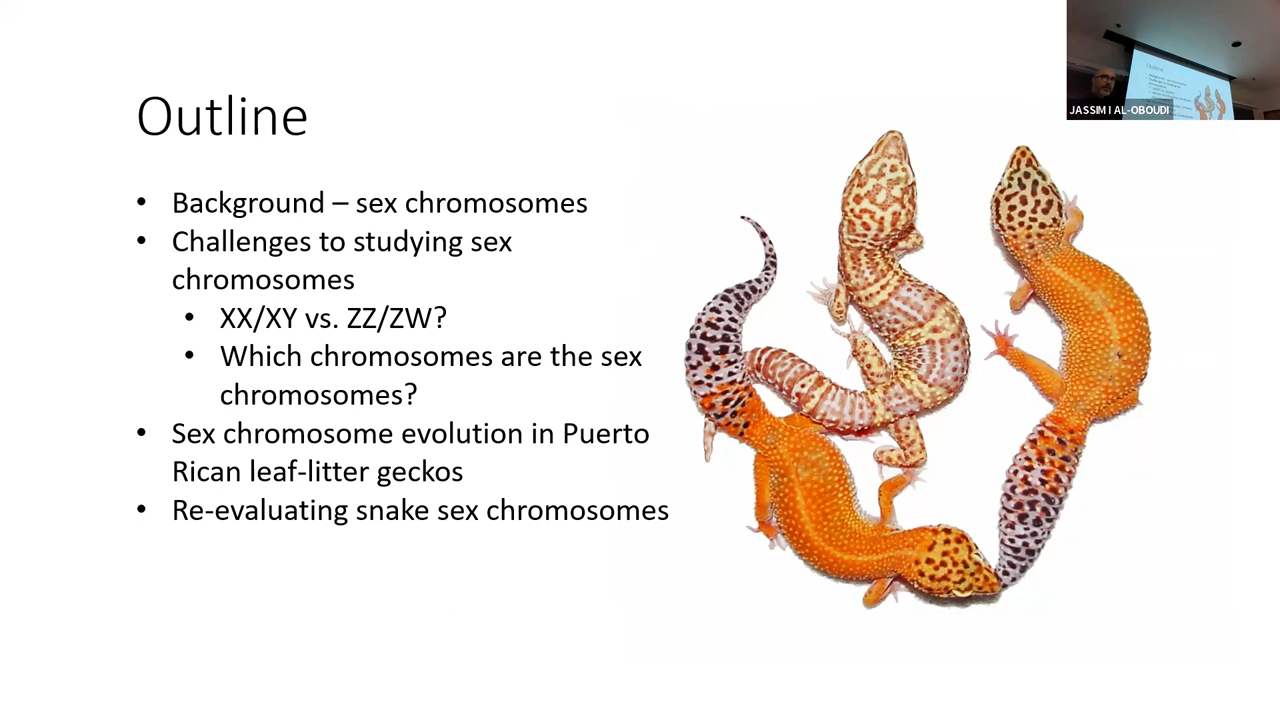 Outline
• Background – sex chromosomes
• Challenges to studying sex
chromosomes
• XX/XY vs. ZZ/ZW?
• Which chromosomes are the sex
chromosomes?
• Sex chromosome evolution in Puerto
Rican leaf-litter geckos
• Re-evaluating snake sex chromosomes
JASSIM I AL-OBOUDI